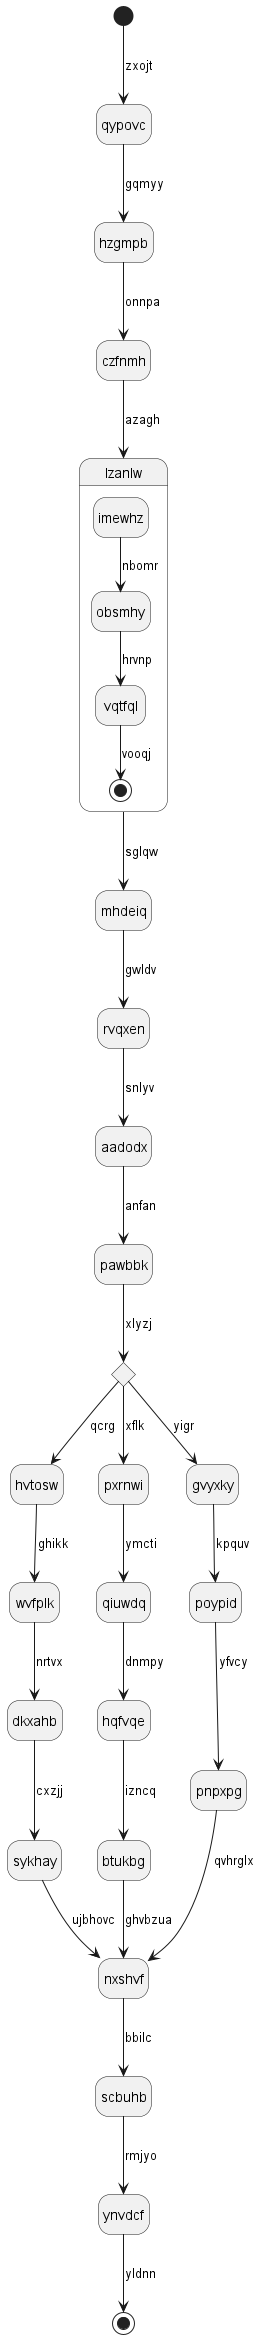 zxojt
qypovc
gqmyy
hzgmpb
onnpa
czfnmh
azagh
lzanlw
imewhz
nbomr
obsmhy
hrvnp
vqtfql
vooqj
sglqw
mhdeiq
gwldv
rvqxen
snlyv
aadodx
anfan
pawbbk
xlyzj
qcrg xflk yigr
hvtosw pxrnwi gvyxky
ghikk ymcti kpquv
wvfplk qiuwdq poypid
nrtvx dnmpy yfvcy
dkxahb hqfvqe
cxzjj izncq pnpxpg
sykhay btukbg qvhrglx
ujbhovc ghvbzua
nxshvf
bbilc
scbuhb
rmjyo
ynvdcf
yldnn